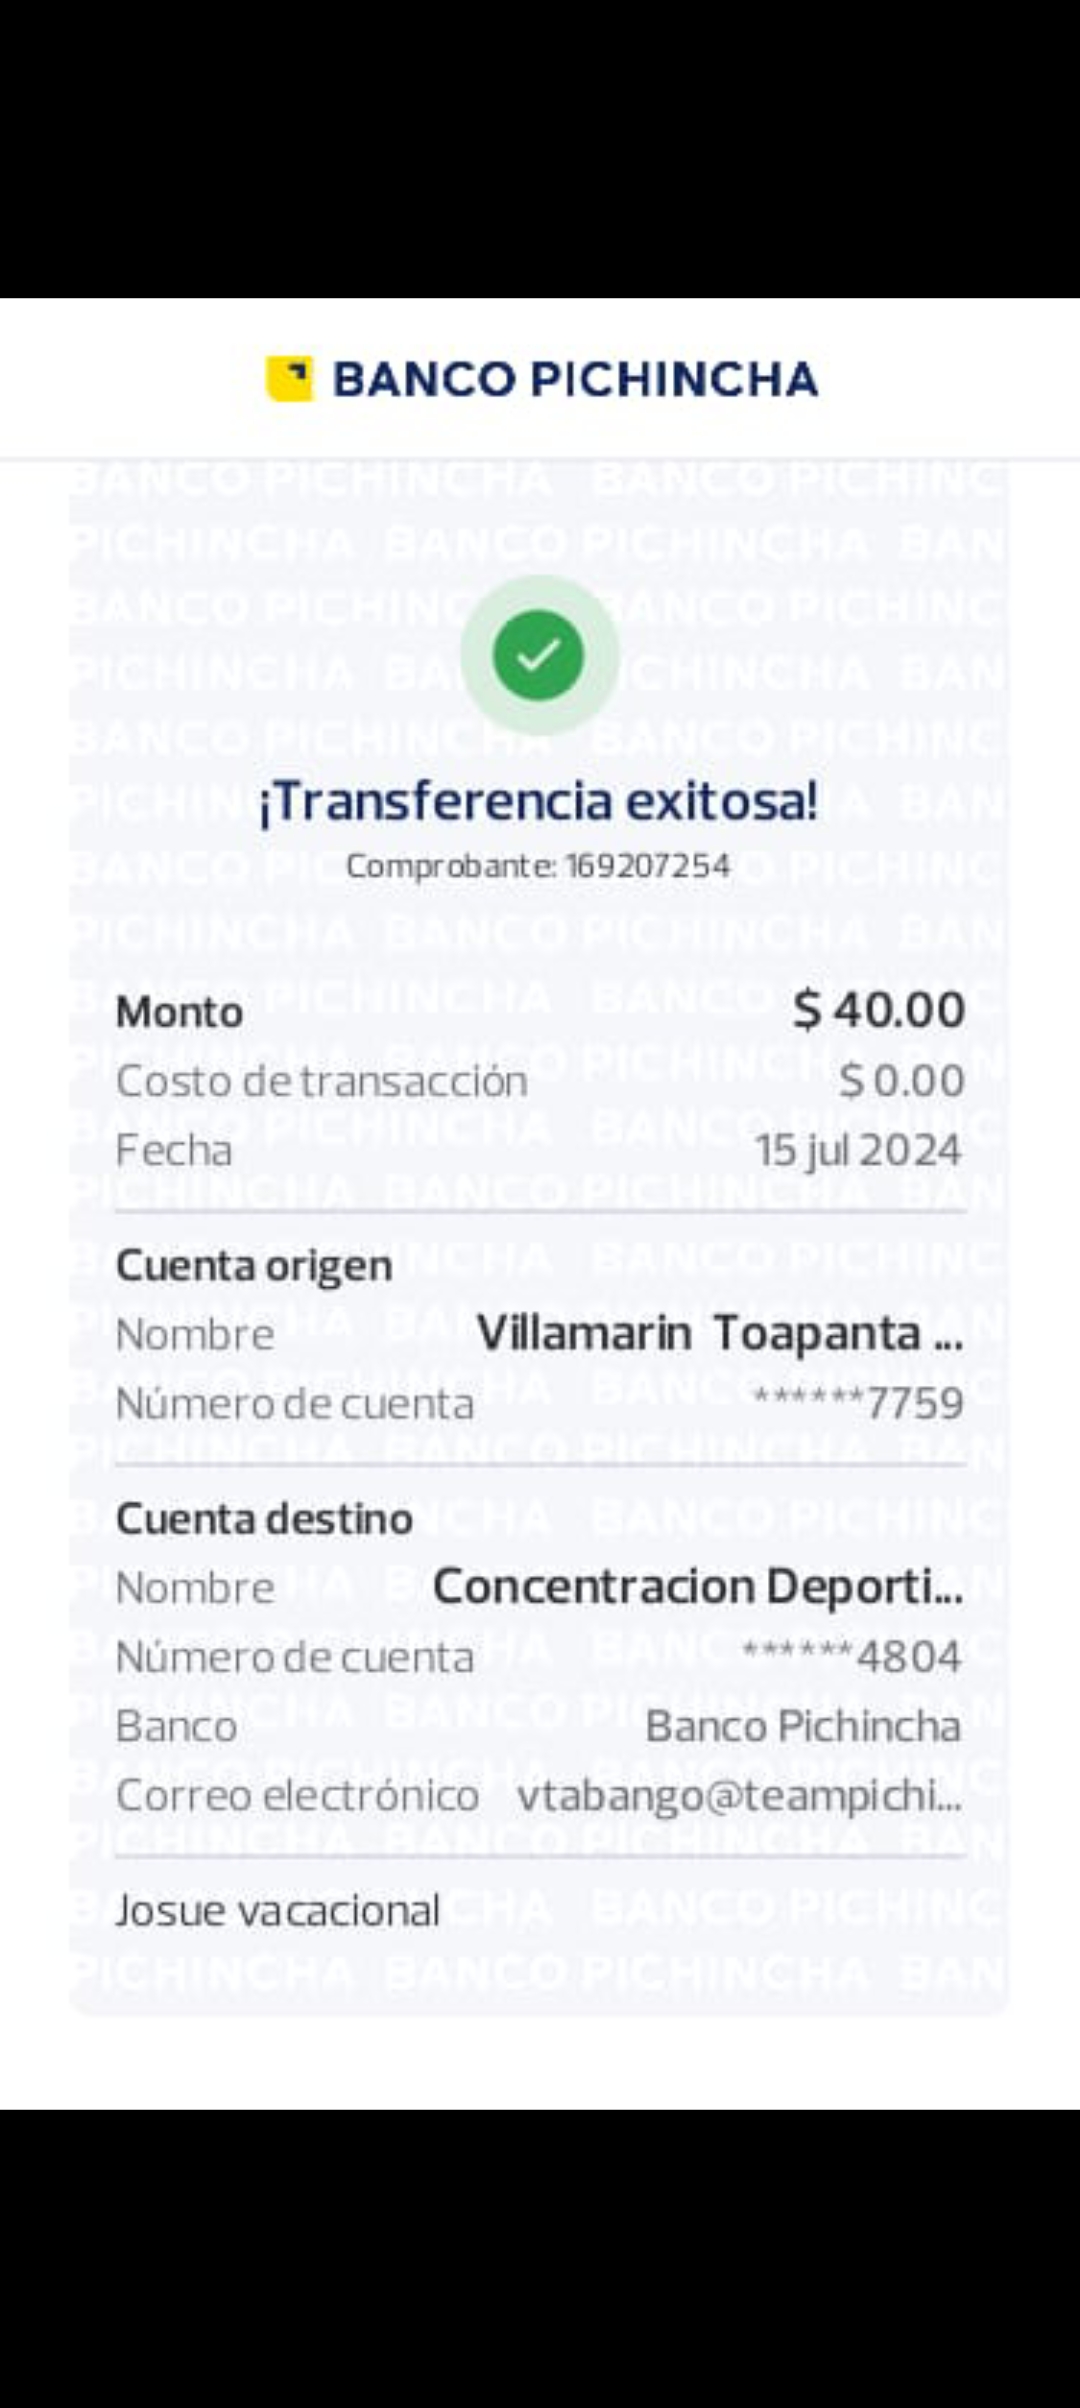 BANCO PICHINCHA
¡Transferencia exitosa!
Comprobante: 169207254
Monto $ 40.00
Costo de transacción $ 0.00
Fecha 15 jul 2024
Cuenta origen
Nombre Villamarin Toapanta ...
Número de cuenta ******7759
Cuenta destino
Nombre Concentracion Deporti...
Número de cuenta ******4804
Banco Banco Pichincha
Correo electrónico vtabango@teampichi...
Josue vacacional